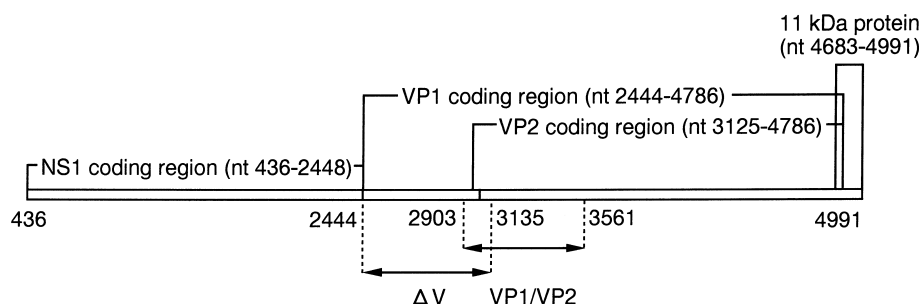 11 kDa protein
(nt 4683-4991)
VP1 coding region (nt 2444-4786)
VP2 coding region (nt 3125-4786)
NS1 coding region (nt 436-2448)
436 2444 2903 3135 3561 4991
Δ V VP1/VP2